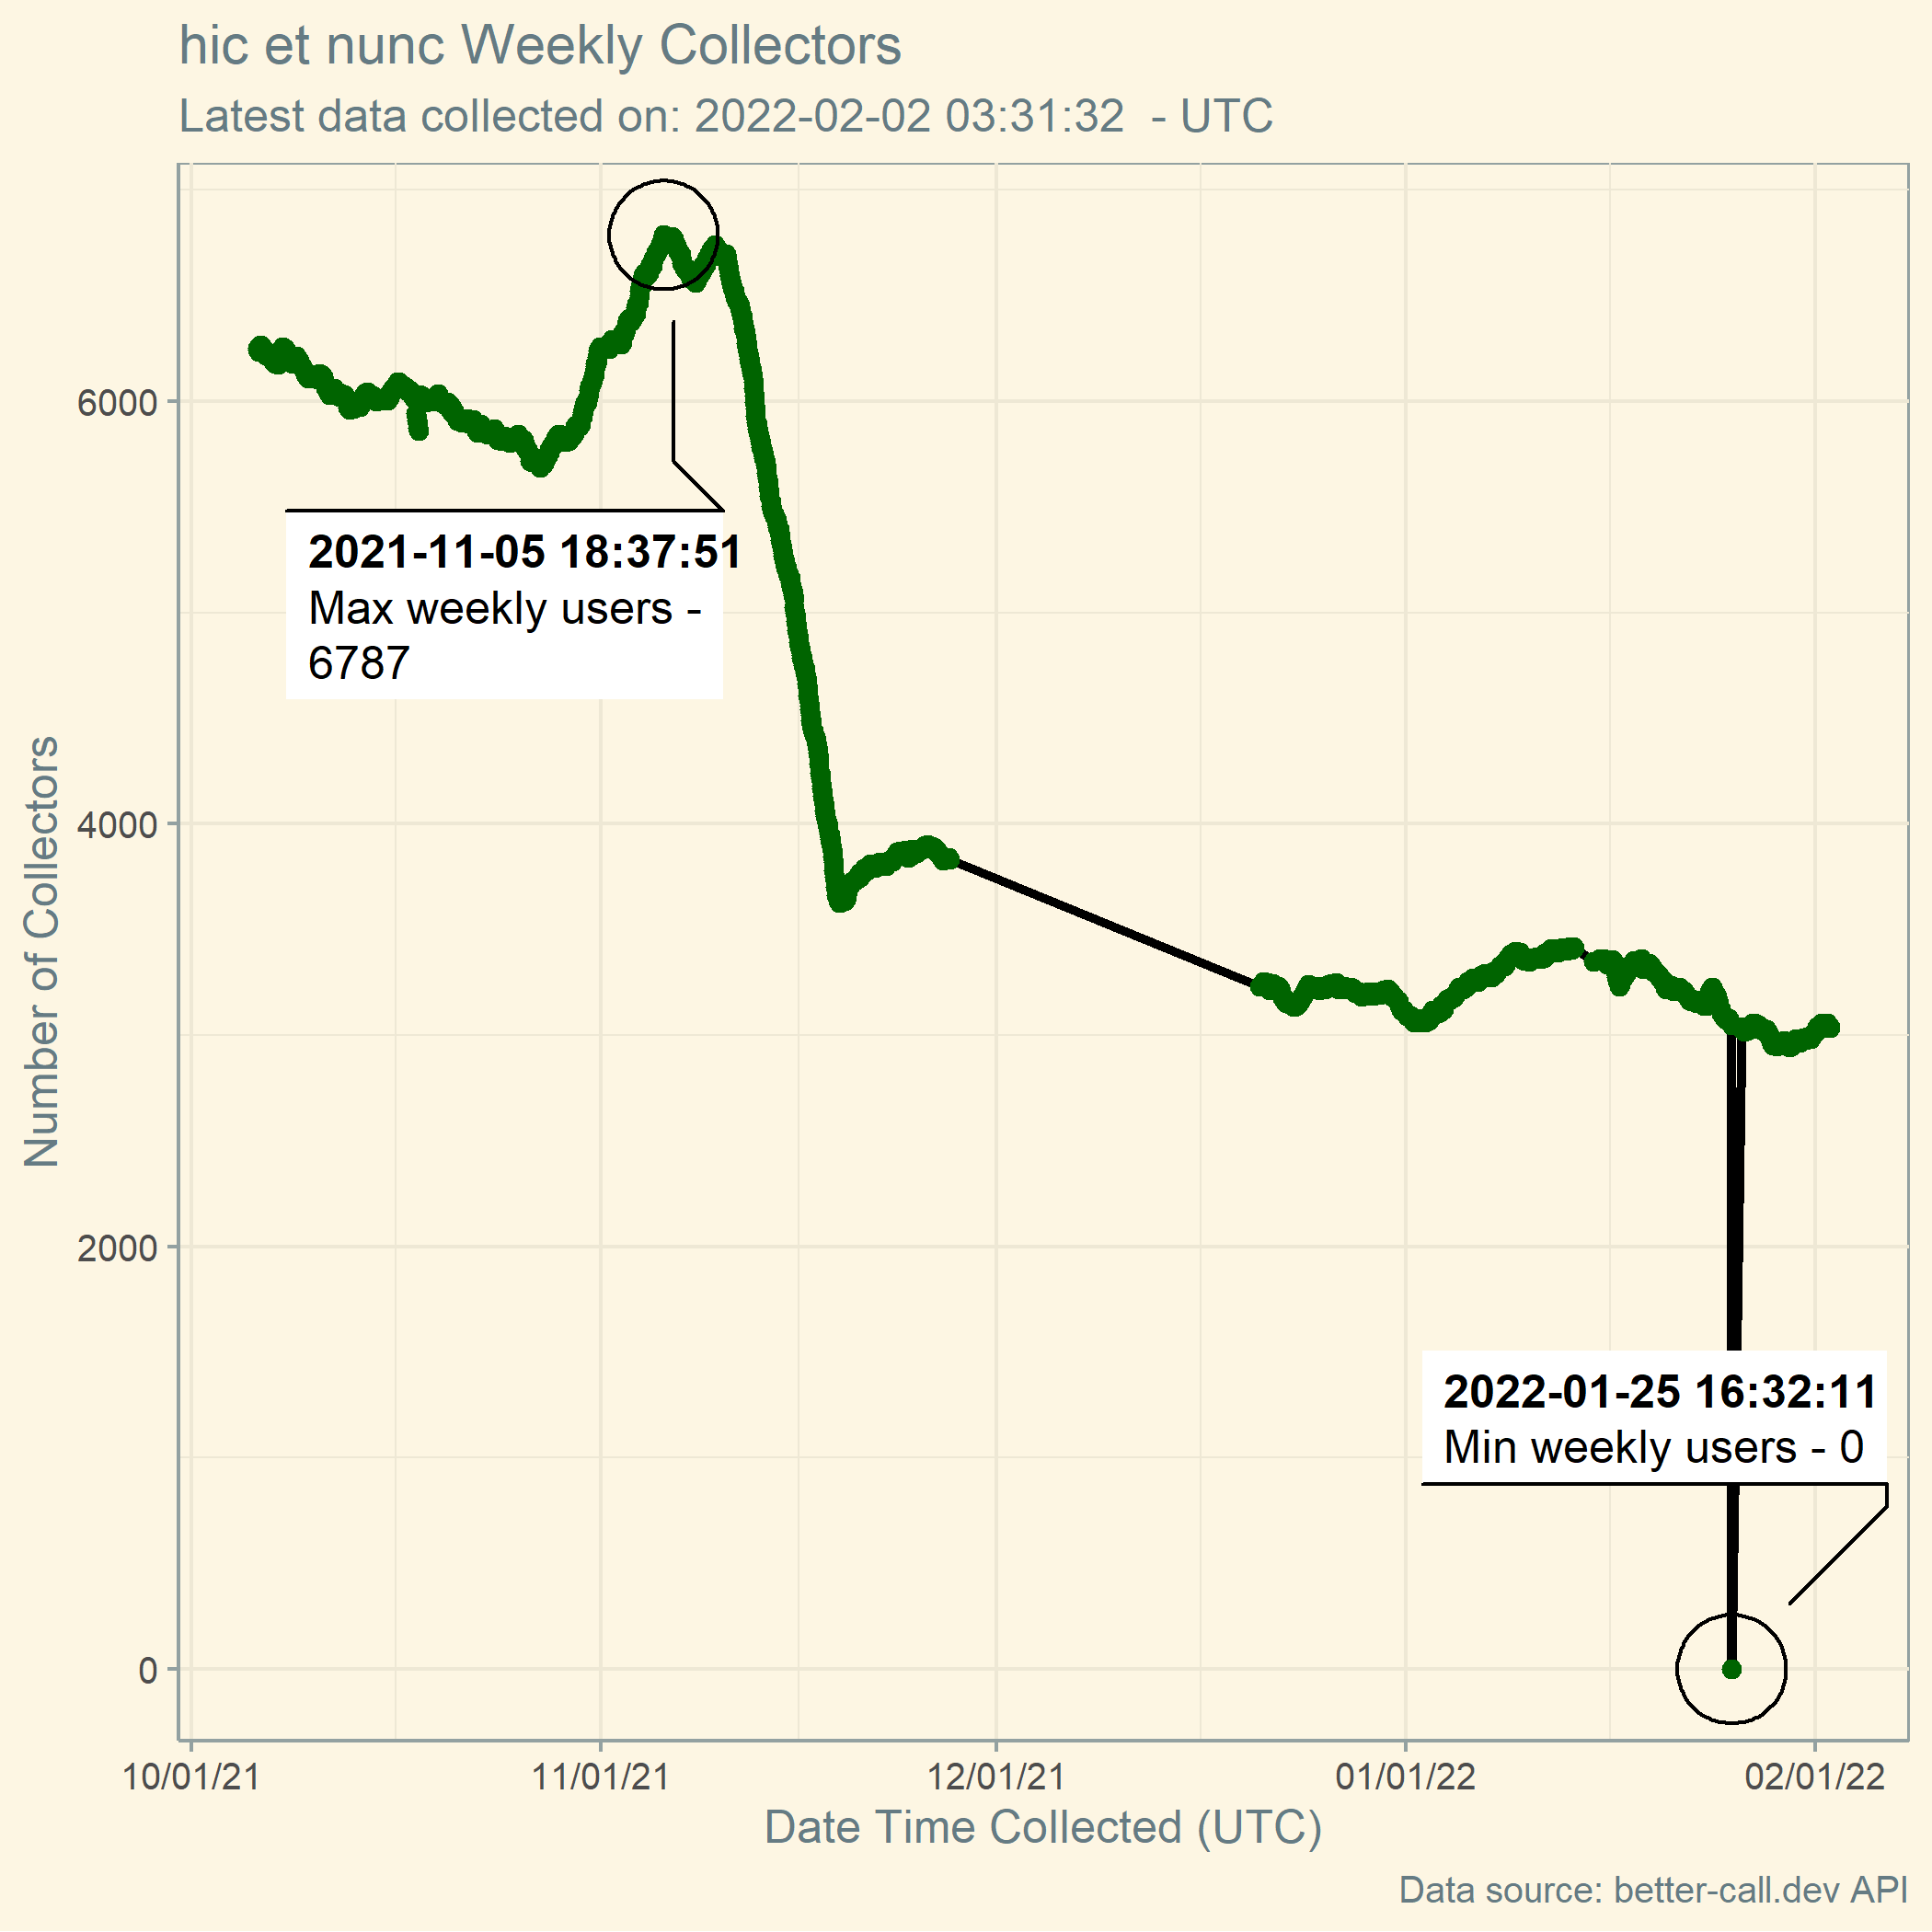 hic et nunc Weekly Collectors
Latest data collected on: 2022-02-02 03:31:32  - UTC
Number of Collectors
6000
4000
2000
0
2021-11-05 18:37:51
Max weekly users -
6787
2022-01-25 16:32:11
Min weekly users - 0
10/01/21 11/01/21 12/01/21 01/01/22 02/01/22
Date Time Collected (UTC)
Data source: better-call.dev API